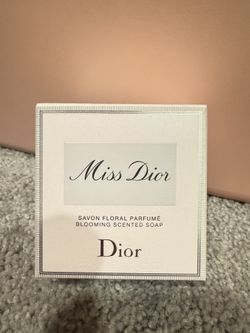 Miss Dior
SAVON FLORAL PARFUMÉ
BLOOMING SCENTED SOAP
Dior